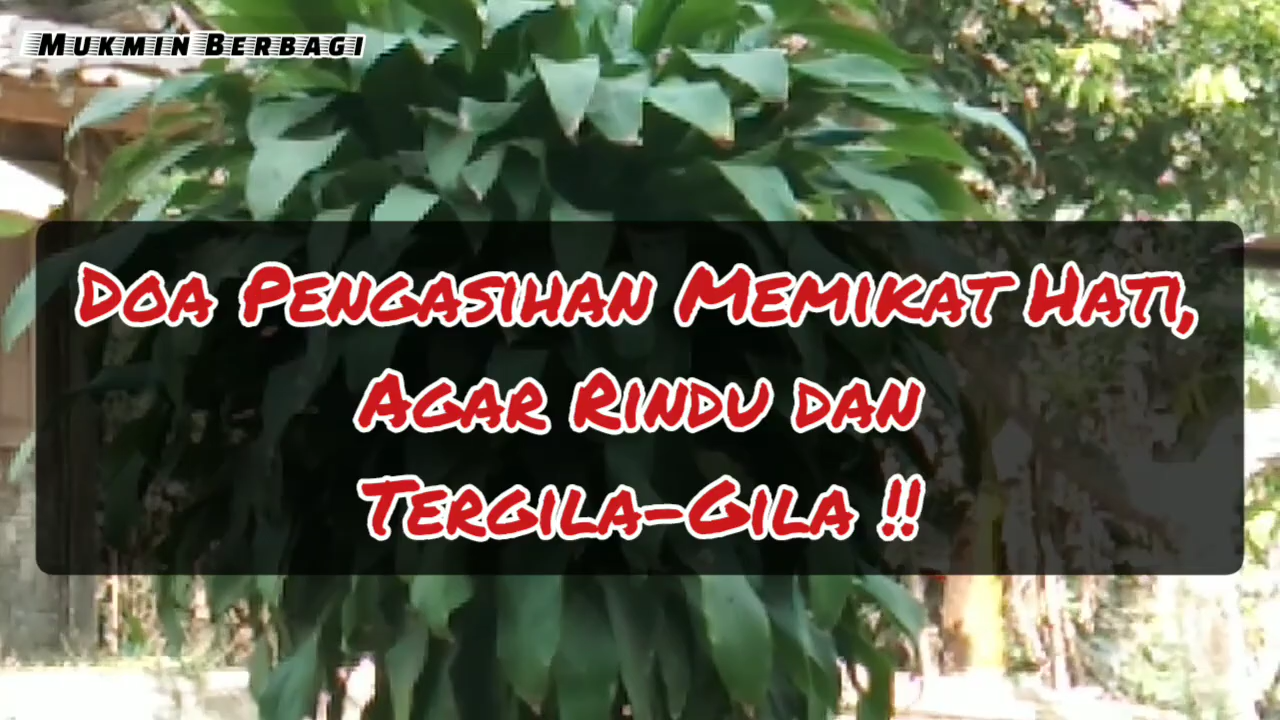 Mukmin Berbagi
Doa Pengasihan Memikat Hati,
Agar Rindu dan
Tergila-Gila !!